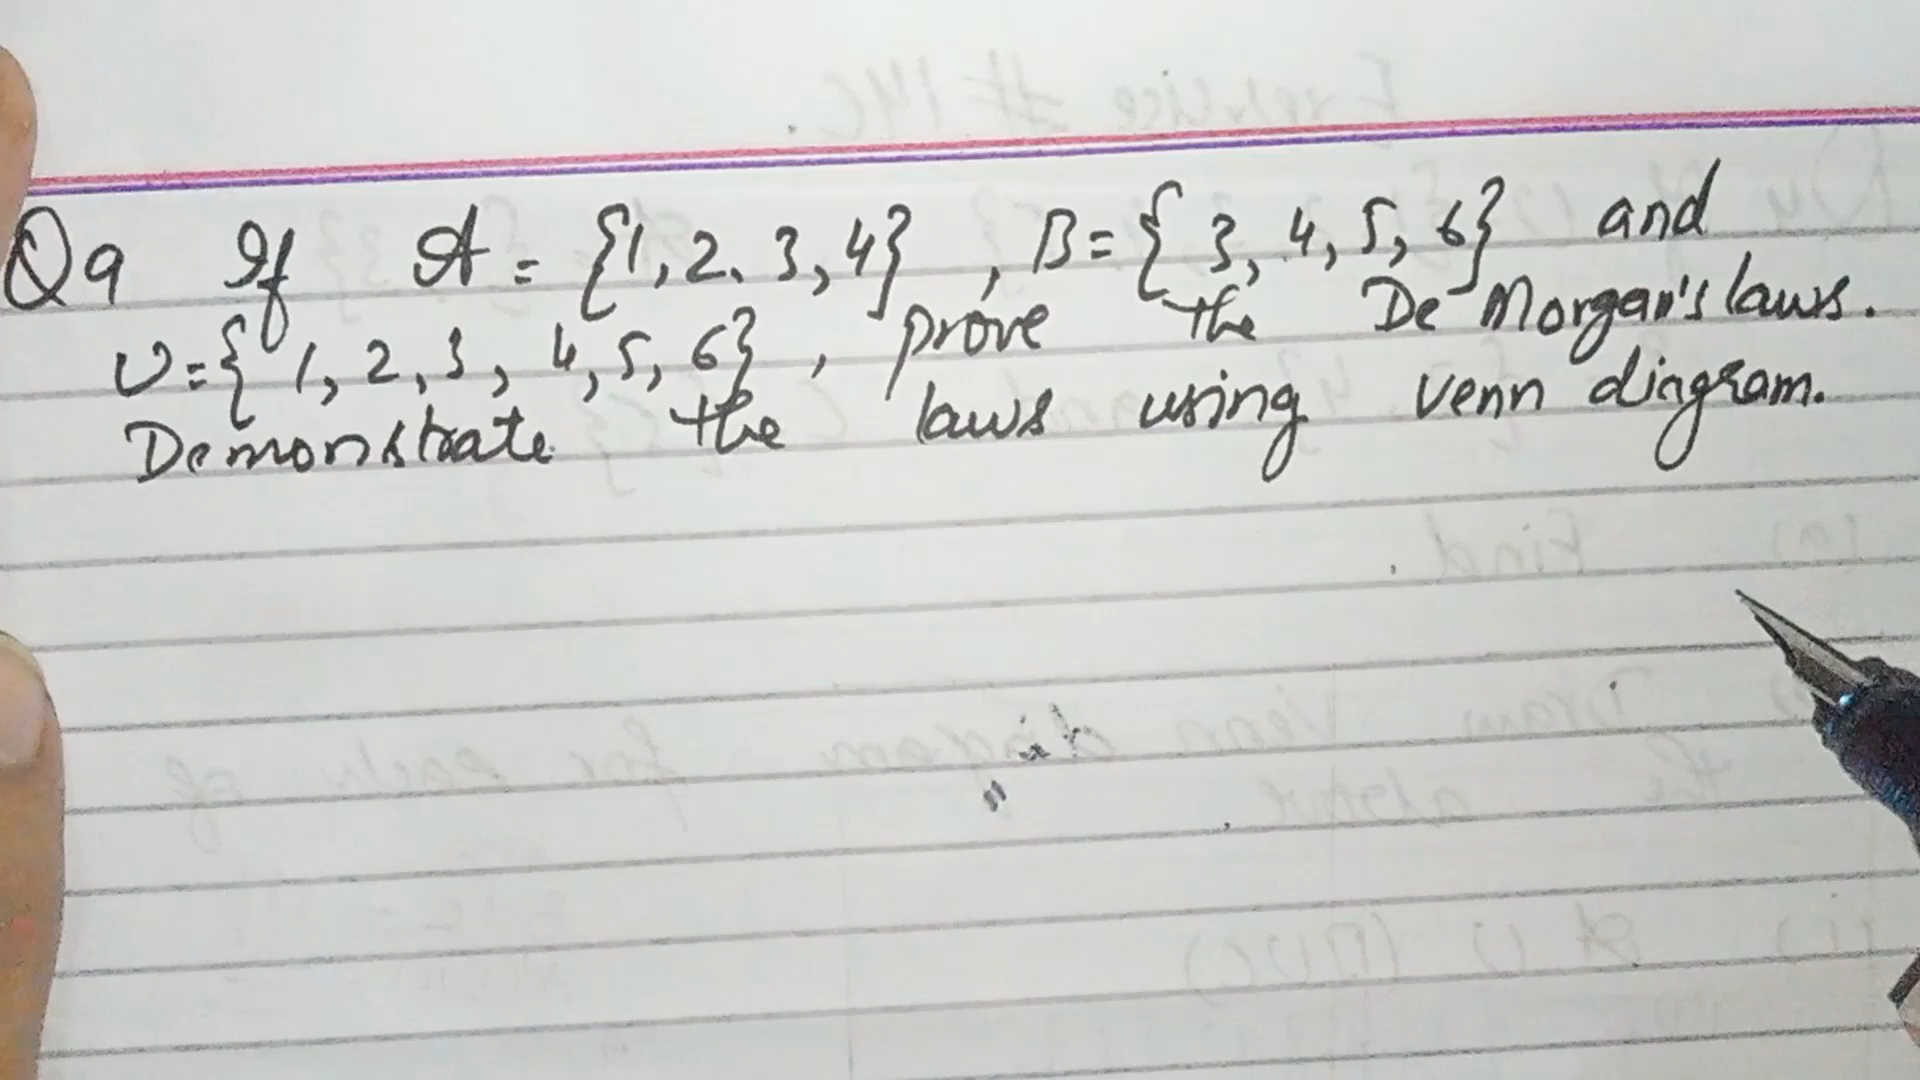 Q9 If A = {1, 2, 3, 4}, B = {3, 4, 5, 6} and
U = {1, 2, 3, 4, 5, 6}, prove the De Morgan's laws.
Demonstrate the laws using venn diagram.